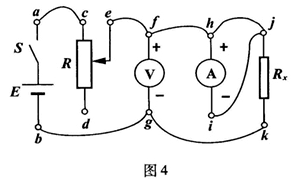 a c e f h j
S R + V − + A − Rₓ
E
b d g i k
图 4